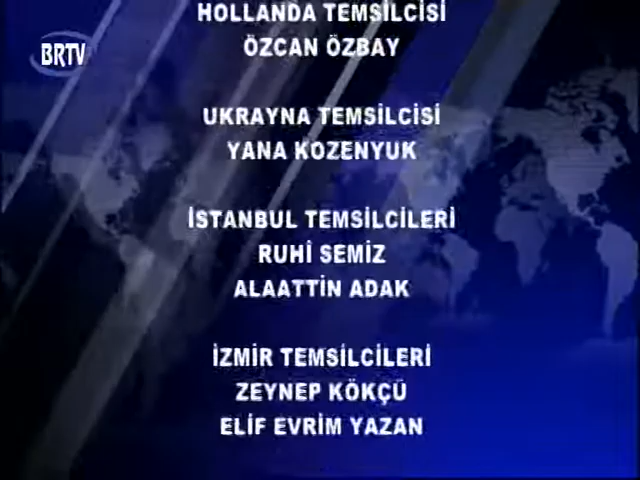 HOLLANDA TEMSİLCİSİ
ÖZCAN ÖZBAY
BRTV
UKRAYNA TEMSİLCİSİ
YANA KOZENYUK
İSTANBUL TEMSİLCİLERİ
RUHİ SEMİZ
ALAATTİN ADAK
İZMİR TEMSİLCİLERİ
ZEYNEP KÖKÇÜ
ELİF EVRİM YAZAN